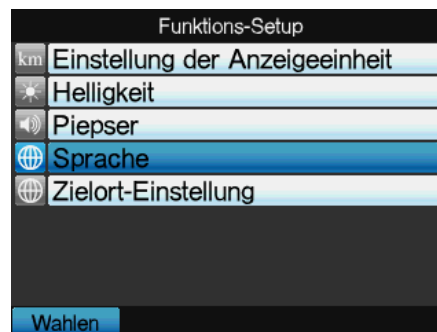 Funktions-Setup
km Einstellung der Anzeigeeinheit
Helligkeit
Piepser
Sprache
Zielort-Einstellung
Wahlen